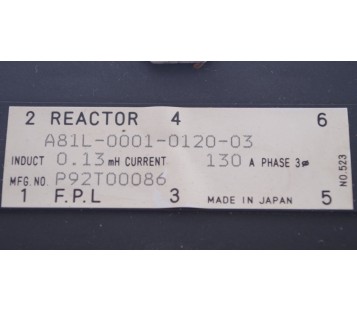 2 REACTOR 4 6
A81L-0001-0120-03
INDUCT 0.13 mH CURRENT 130 A PHASE 3ø
MFG. NO. P92T00086
1 F.P.L 3 MADE IN JAPAN 5
NO.523